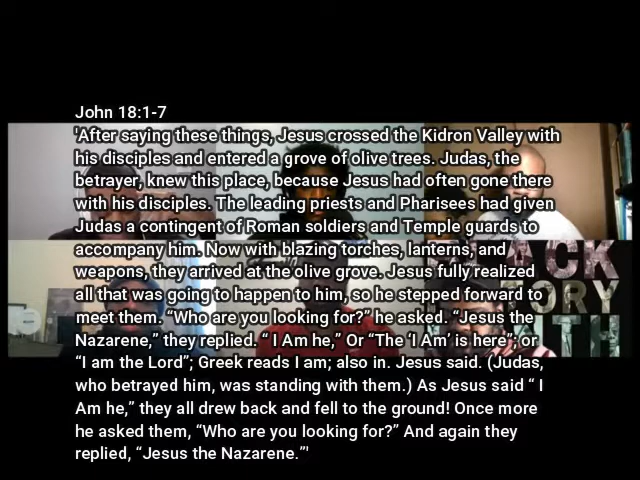 John 18:1-7
'After saying these things, Jesus crossed the Kidron Valley with
his disciples and entered a grove of olive trees. Judas, the
betrayer, knew this place, because Jesus had often gone there
with his disciples. The leading priests and Pharisees had given
Judas a contingent of Roman soldiers and Temple guards to
accompany him. Now with blazing torches, lanterns, and
weapons, they arrived at the olive grove. Jesus fully realized
all that was going to happen to him, so he stepped forward to
meet them. “Who are you looking for?” he asked. “Jesus the
Nazarene,” they replied. “ I Am he,” Or “The ‘I Am’ is here”; or
“I am the Lord”; Greek reads I am; also in. Jesus said. (Judas,
who betrayed him, was standing with them.) As Jesus said “ I
Am he,” they all drew back and fell to the ground! Once more
he asked them, “Who are you looking for?” And again they
replied, “Jesus the Nazarene.”'